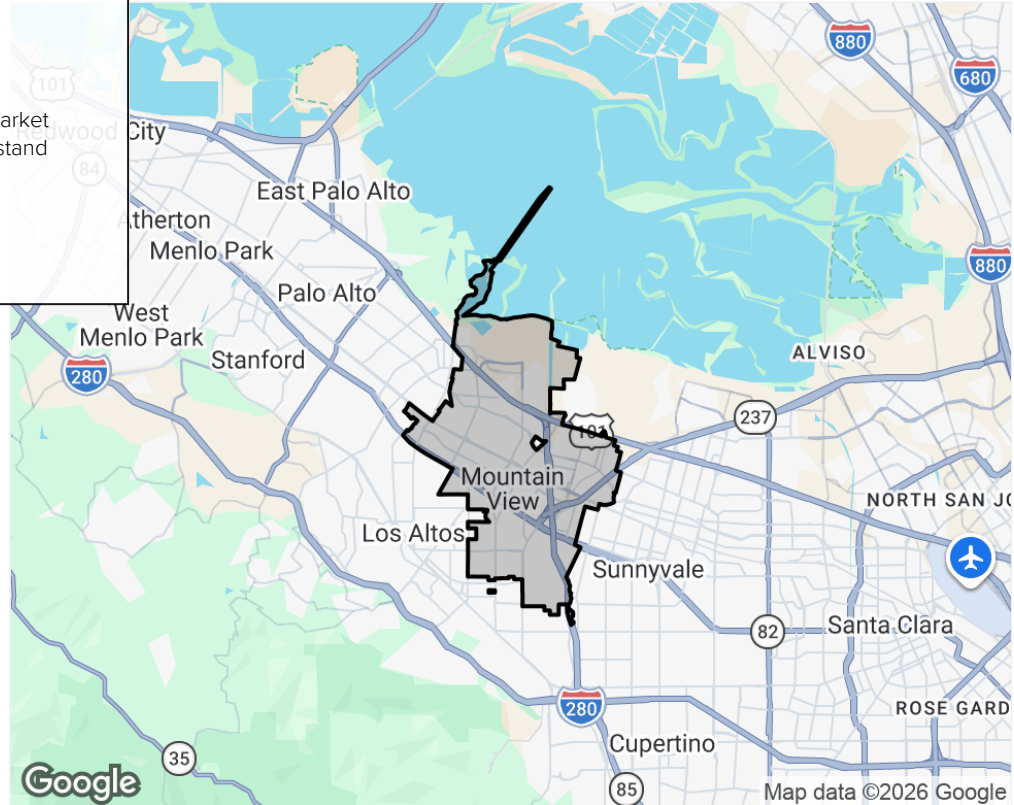 arket
stand
880
680
101
Redwood City
84
East Palo Alto
Atherton
Menlo Park
880
Palo Alto
West
Menlo Park
Stanford
280
ALVISO
237
101
Mountain
View
NORTH SAN JO
Los Altos
Sunnyvale
82
Santa Clara
280
ROSE GARD
Cupertino
35
85
Google
Map data ©2026 Google